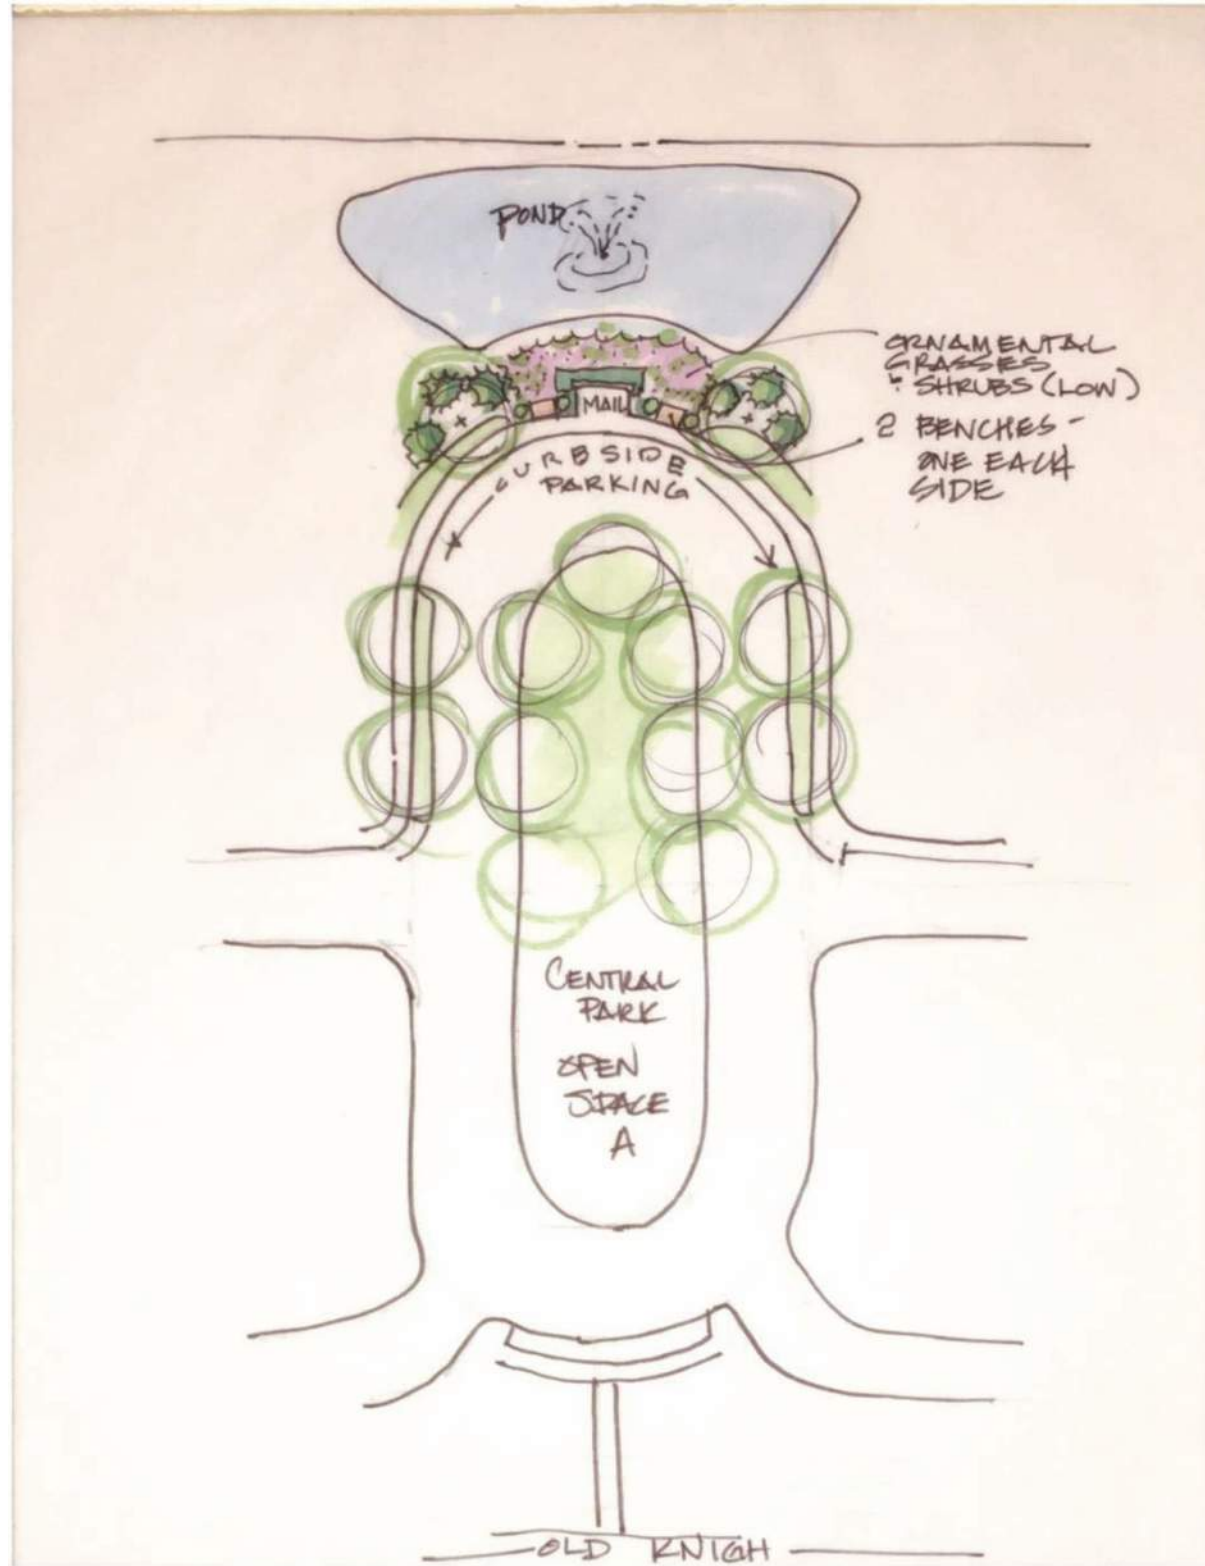 POND
ORNAMENTAL
GRASSES
& SHRUBS (LOW)
MAIL
2 BENCHES -
ONE EACH
SIDE
CURBSIDE
PARKING
CENTRAL
PARK
OPEN
SPACE
A
OLD KNIGH